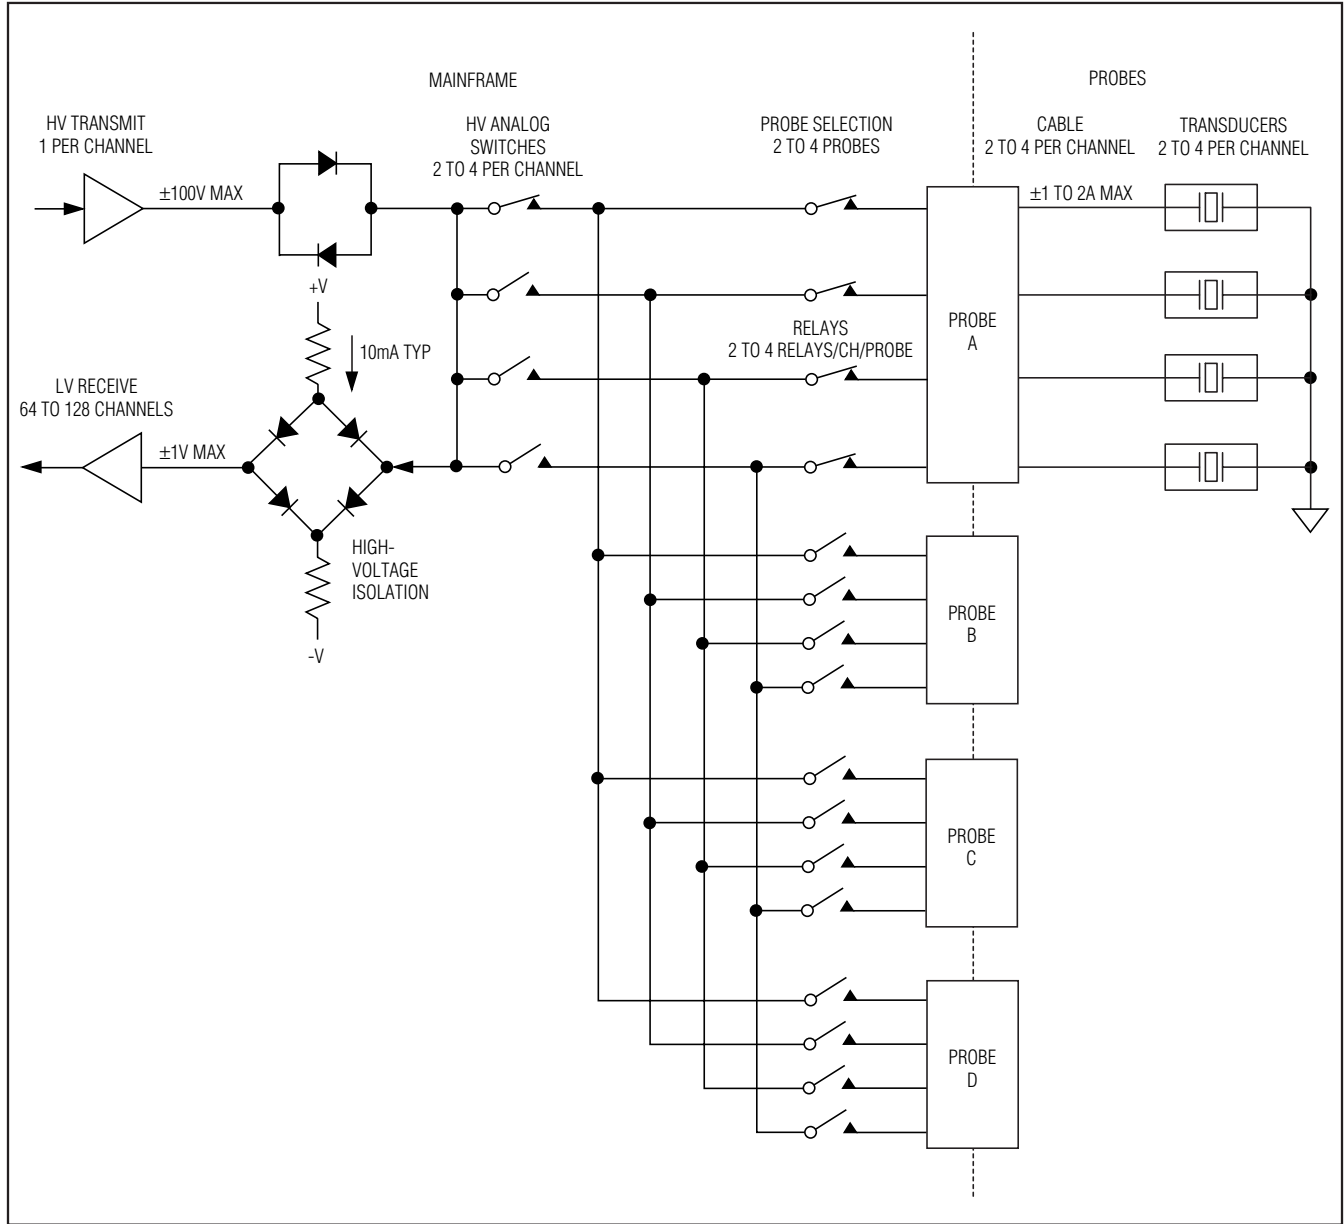 MAINFRAME
PROBES
HV TRANSMIT
1 PER CHANNEL
HV ANALOG
SWITCHES
2 TO 4 PER CHANNEL
PROBE SELECTION
2 TO 4 PROBES
CABLE
2 TO 4 PER CHANNEL
TRANSDUCERS
2 TO 4 PER CHANNEL
±100V MAX
±1 TO 2A MAX
+V
10mA TYP
RELAYS
2 TO 4 RELAYS/CH/PROBE
PROBE
A
LV RECEIVE
64 TO 128 CHANNELS
±1V MAX
HIGH-
VOLTAGE
ISOLATION
-V
PROBE
B
PROBE
C
PROBE
D